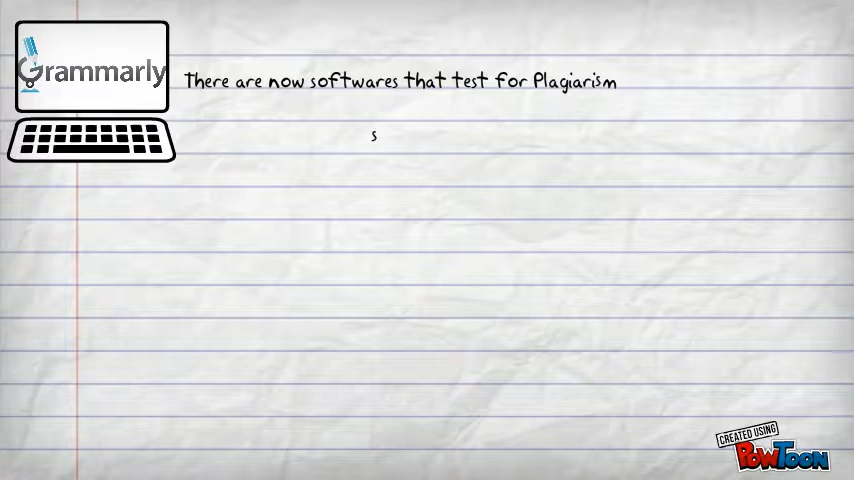 Grammarly
There are now softwares that test for Plagiarism
s
CREATED USING
POWTOON